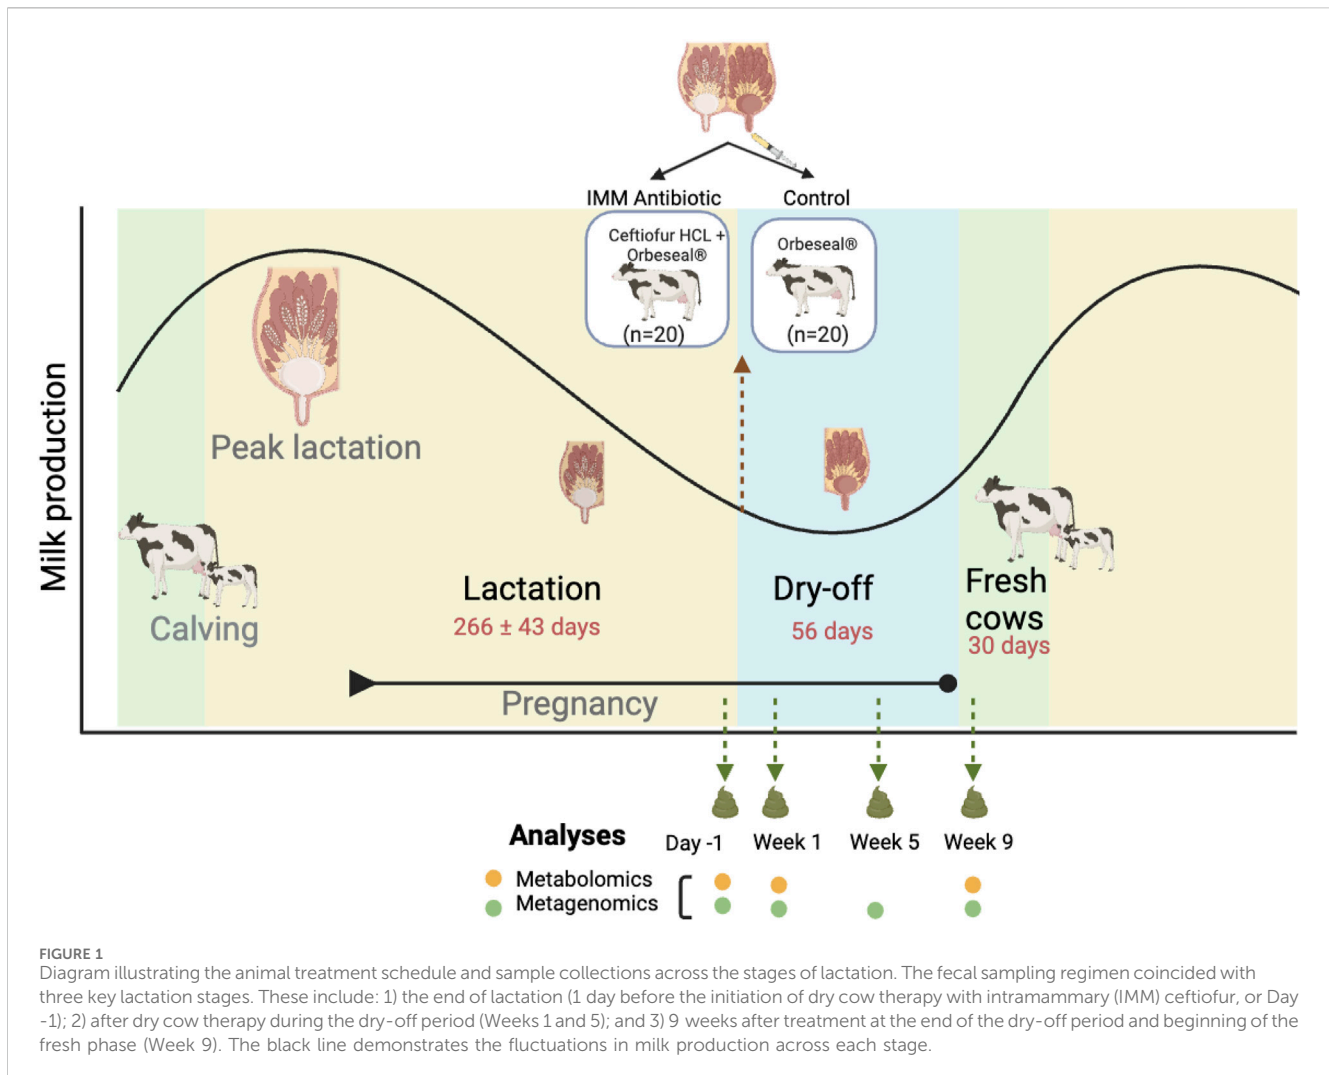 IMM Antibiotic
Control
Ceftiofur HCL +
Orbeseal®
(n=20)
Orbeseal®
(n=20)
Milk production
Peak lactation
Calving
Lactation
266 ± 43 days
Dry-off
56 days
Fresh
cows
30 days
Pregnancy
Analyses
Day -1
Week 1
Week 5
Week 9
Metabolomics
Metagenomics
FIGURE 1
Diagram illustrating the animal treatment schedule and sample collections across the stages of lactation. The fecal sampling regimen coincided with
three key lactation stages. These include: 1) the end of lactation (1 day before the initiation of dry cow therapy with intramammary (IMM) ceftiofur, or Day
-1); 2) after dry cow therapy during the dry-off period (Weeks 1 and 5); and 3) 9 weeks after treatment at the end of the dry-off period and beginning of the
fresh phase (Week 9). The black line demonstrates the fluctuations in milk production across each stage.